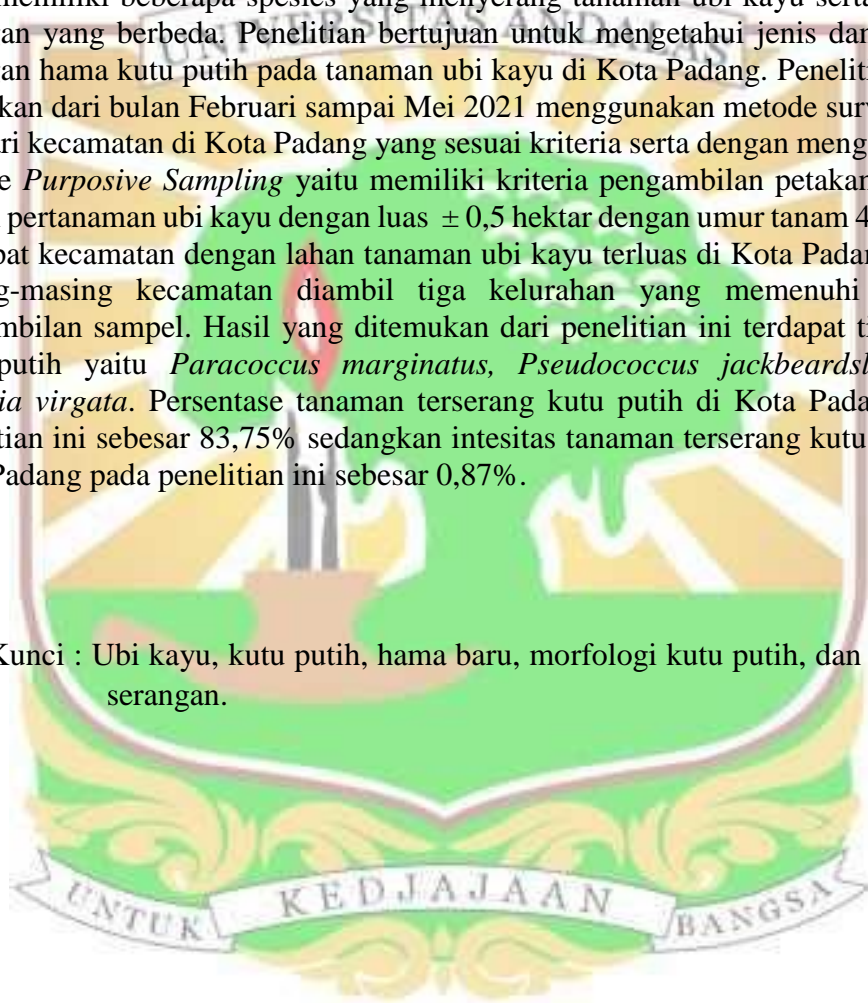 memiliki beberapa spesies yang menyerang tanaman ubi kayu serta
an yang berbeda. Penelitian bertujuan untuk mengetahui jenis dan
an hama kutu putih pada tanaman ubi kayu di Kota Padang. Penelit
kan dari bulan Februari sampai Mei 2021 menggunakan metode sur
ri kecamatan di Kota Padang yang sesuai kriteria serta dengan meng
e Purposive Sampling yaitu memiliki kriteria pengambilan petakan
pertanaman ubi kayu dengan luas ± 0,5 hektar dengan umur tanam 4
pat kecamatan dengan lahan tanaman ubi kayu terluas di Kota Padan
g-masing kecamatan diambil tiga kelurahan yang memenuhi
mbilan sampel. Hasil yang ditemukan dari penelitian ini terdapat t
putih yaitu Paracoccus marginatus, Pseudococcus jackbeardsl
ia virgata. Persentase tanaman terserang kutu putih di Kota Pada
tian ini sebesar 83,75% sedangkan intesitas tanaman terserang kutu
Padang pada penelitian ini sebesar 0,87%.
Kunci : Ubi kayu, kutu putih, hama baru, morfologi kutu putih, dan
serangan.
UNIVERSITAS ANDALAS
UNTUK KEDJAJAAN BANGSA